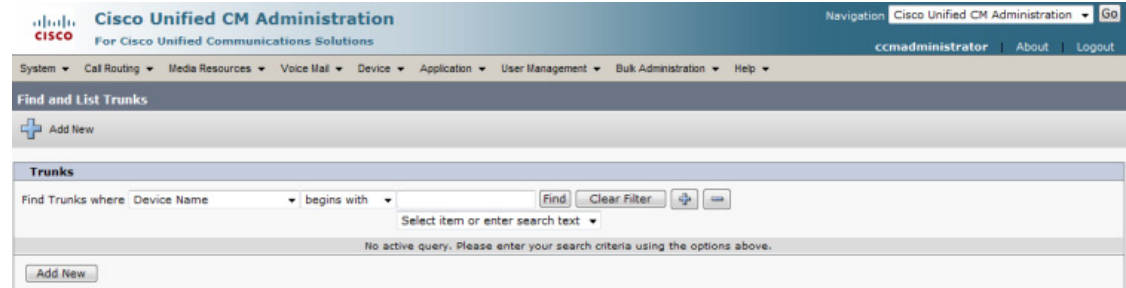 Cisco Unified CM Administration
For Cisco Unified Communications Solutions
CISCO
Navigation Cisco Unified CM Administration Go
ccmadministrator | About | Logout
System Call Routing Media Resources Voice Mail Device Application User Management Bulk Administration Help
Find and List Trunks
Add New
Trunks
Find Trunks where Device Name begins with Find Clear Filter
Select item or enter search text
No active query. Please enter your search criteria using the options above.
Add New